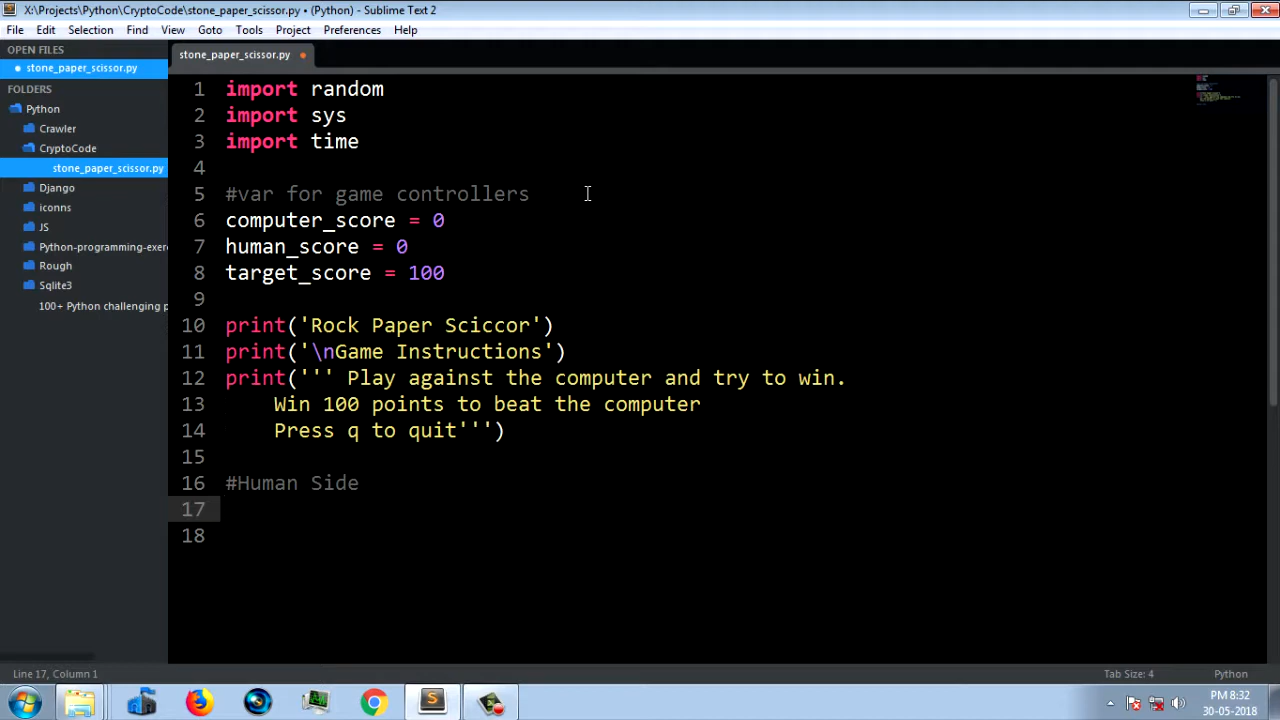 X:\Projects\Python\CryptoCode\stone_paper_scissor.py • (Python) - Sublime Text 2
File Edit Selection Find View Goto Tools Project Preferences Help
OPEN FILES
stone_paper_scissor.py
FOLDERS
Python
Crawler
CryptoCode
stone_paper_scissor.py
Django
iconns
JS
Python-programming-exer
Rough
Sqlite3
100+ Python challenging p
stone_paper_scissor.py
1 import random
2 import sys
3 import time
4
5 #var for game controllers
6 computer_score = 0
7 human_score = 0
8 target_score = 100
9
10 print('Rock Paper Sciccor')
11 print('\nGame Instructions')
12 print(''' Play against the computer and try to win.
13 Win 100 points to beat the computer
14 Press q to quit''')
15
16 #Human Side
17
18
Line 17, Column 1
Tab Size: 4
Python
PM 8:32
30-05-2018